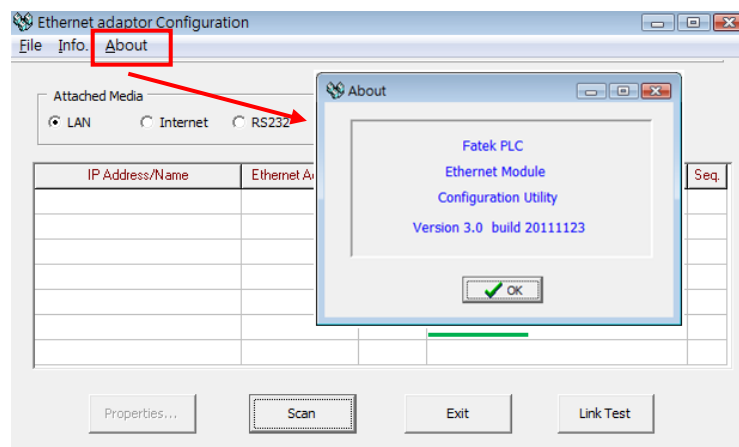 Ethernet adaptor Configuration
File Info. About
Attached Media
LAN Internet RS232
IP Address/Name Seq.
Ethernet
About
Fatek PLC
Ethernet Module
Configuration Utility
Version 3.0 build 20111123
OK
Properties... Scan Exit Link Test